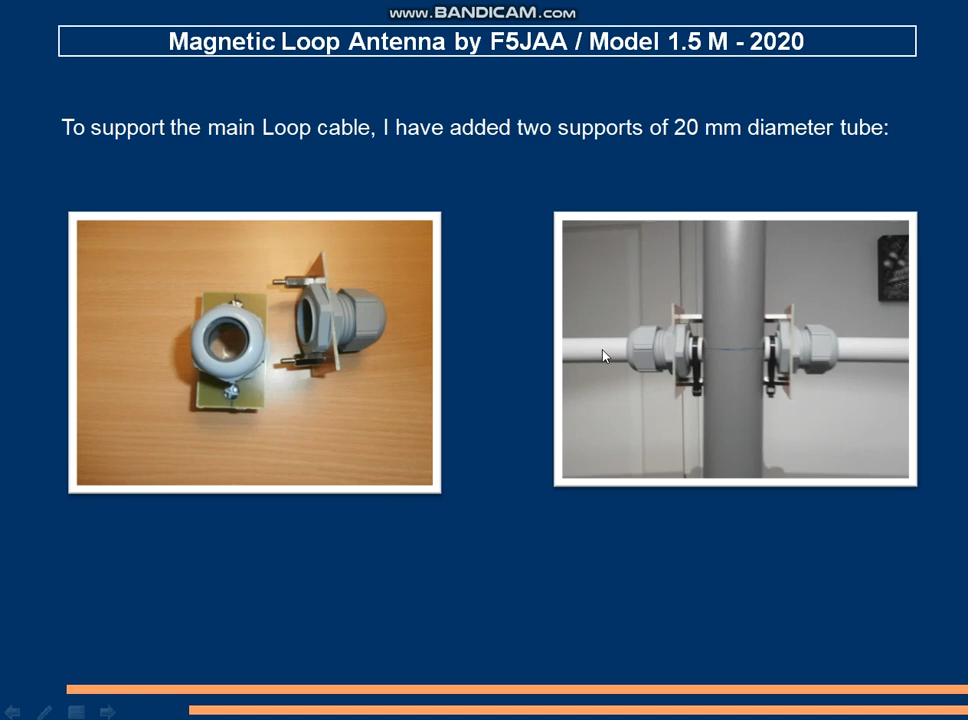 www.BANDICAM.com
Magnetic Loop Antenna by F5JAA / Model 1.5 M - 2020
To support the main Loop cable, I have added two supports of 20 mm diameter tube: